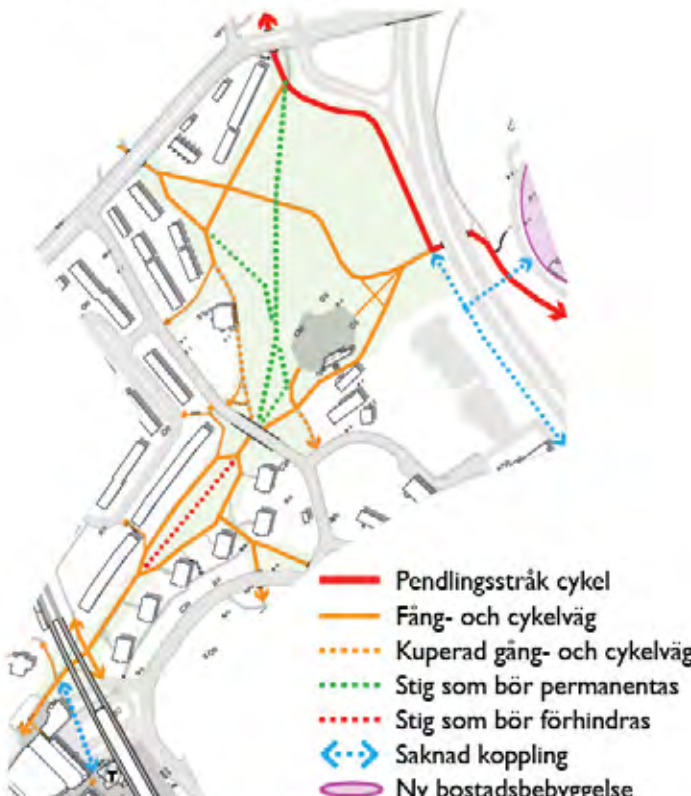 Pendlingsstråk cykel
Fång- och cykelväg
Kuperad gång- och cykelväg
Stig som bör permanentas
Stig som bör förhindras
Saknad koppling
Ny bostadsbebyggelse
T